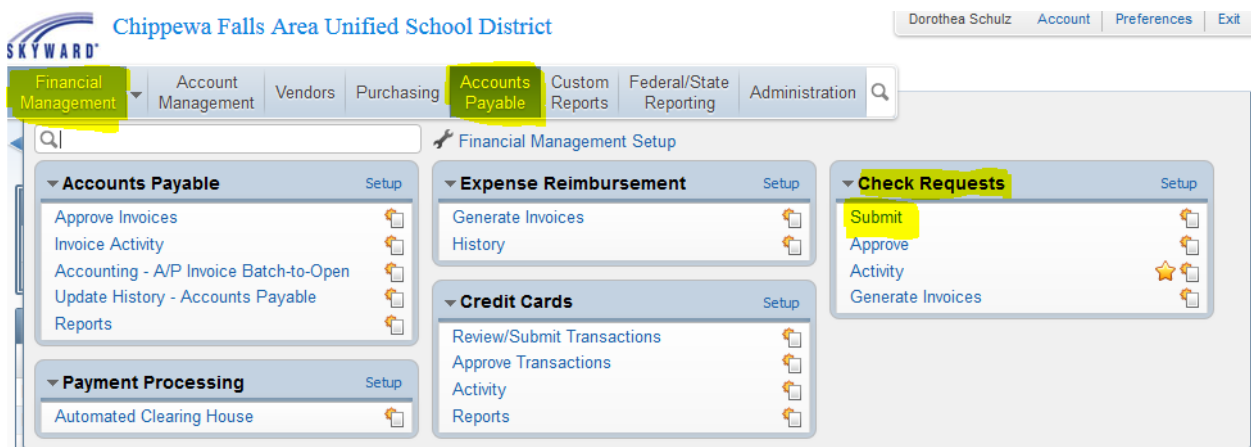 Chippewa Falls Area Unified School District
Dorothea Schulz Account Preferences Exit
SKYWARD
Financial Management
Account Management
Vendors
Purchasing
Accounts Payable
Custom Reports
Federal/State Reporting
Administration
Financial Management Setup
Accounts Payable Setup
Approve Invoices
Invoice Activity
Accounting - A/P Invoice Batch-to-Open
Update History - Accounts Payable
Reports
Payment Processing Setup
Automated Clearing House
Expense Reimbursement Setup
Generate Invoices
History
Credit Cards Setup
Review/Submit Transactions
Approve Transactions
Activity
Reports
Check Requests Setup
Submit
Approve
Activity
Generate Invoices